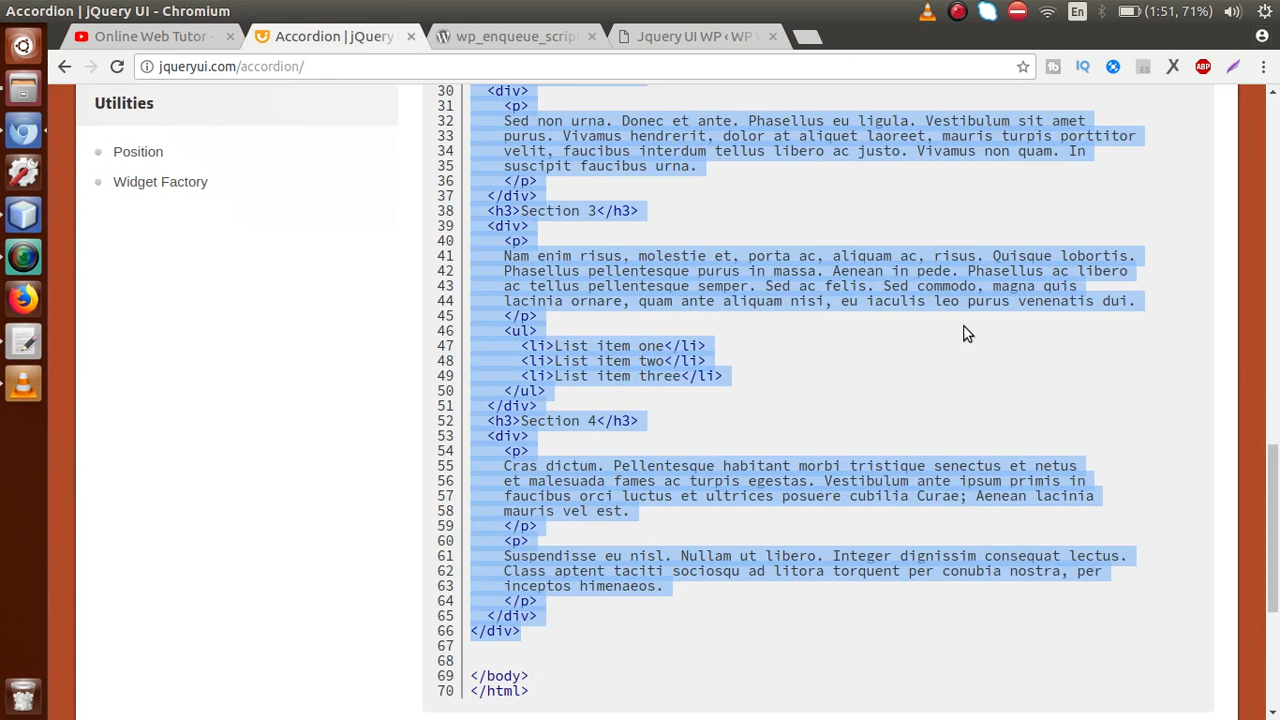 Accordion | jQuery UI - Chromium
En
(1:51, 71%)
Online Web Tutor -
Accordion | jQuery
wp_enqueue_scrip
Jquery UI WP ‹ WP
jqueryui.com/accordion/
Utilities
Position
Widget Factory
30 <div>
31 <p>
32 Sed non urna. Donec et ante. Phasellus eu ligula. Vestibulum sit amet
33 purus. Vivamus hendrerit, dolor at aliquet laoreet, mauris turpis porttitor
34 velit, faucibus interdum tellus libero ac justo. Vivamus non quam. In
35 suscipit faucibus urna.
36 </p>
37 </div>
38 <h3>Section 3</h3>
39 <div>
40 <p>
41 Nam enim risus, molestie et, porta ac, aliquam ac, risus. Quisque lobortis.
42 Phasellus pellentesque purus in massa. Aenean in pede. Phasellus ac libero
43 ac tellus pellentesque semper. Sed ac felis. Sed commodo, magna quis
44 lacinia ornare, quam ante aliquam nisi, eu iaculis leo purus venenatis dui.
45 </p>
46 <ul>
47 <li>List item one</li>
48 <li>List item two</li>
49 <li>List item three</li>
50 </ul>
51 </div>
52 <h3>Section 4</h3>
53 <div>
54 <p>
55 Cras dictum. Pellentesque habitant morbi tristique senectus et netus
56 et malesuada fames ac turpis egestas. Vestibulum ante ipsum primis in
57 faucibus orci luctus et ultrices posuere cubilia Curae; Aenean lacinia
58 mauris vel est.
59 </p>
60 <p>
61 Suspendisse eu nisl. Nullam ut libero. Integer dignissim consequat lectus.
62 Class aptent taciti sociosqu ad litora torquent per conubia nostra, per
63 inceptos himenaeos.
64 </p>
65 </div>
66 </div>
67
68
69 </body>
70 </html>